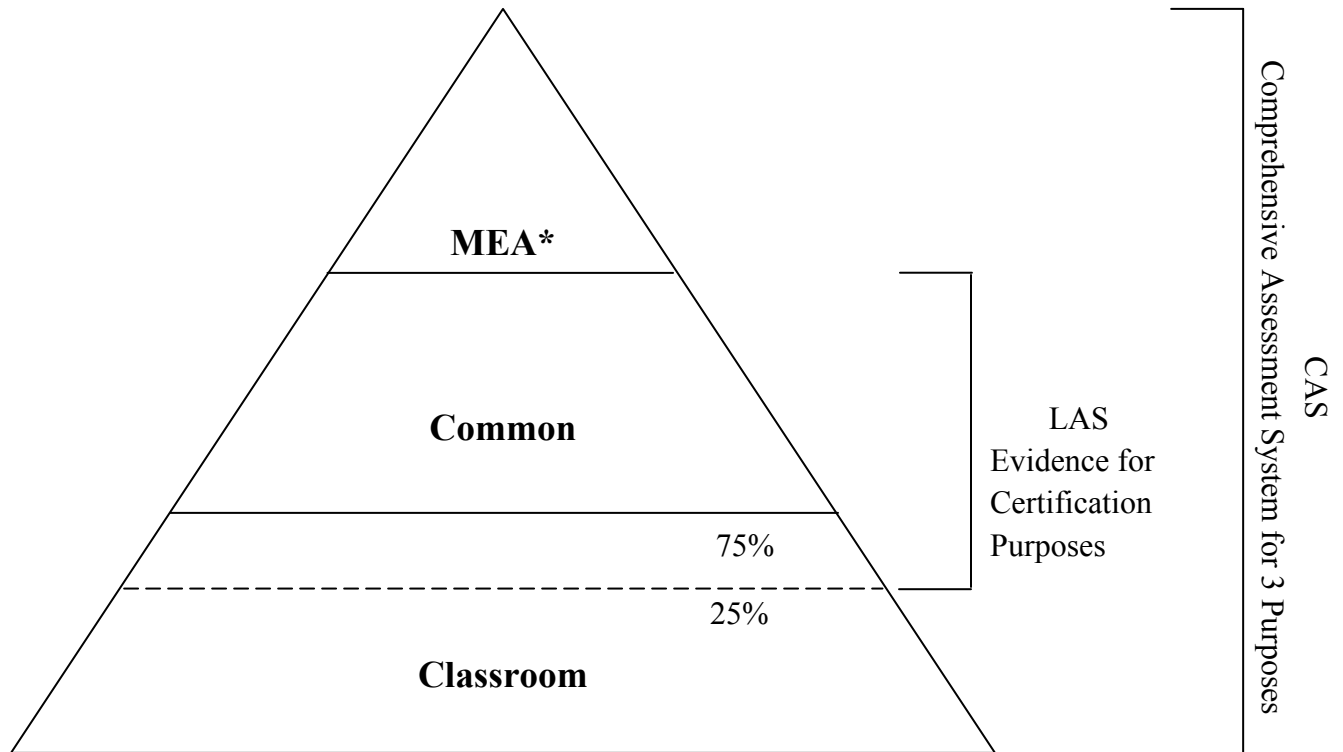 MEA*
Common
75%
25%
Classroom
LAS
Evidence for
Certification
Purposes
CAS
Comprehensive Assessment System for 3 Purposes